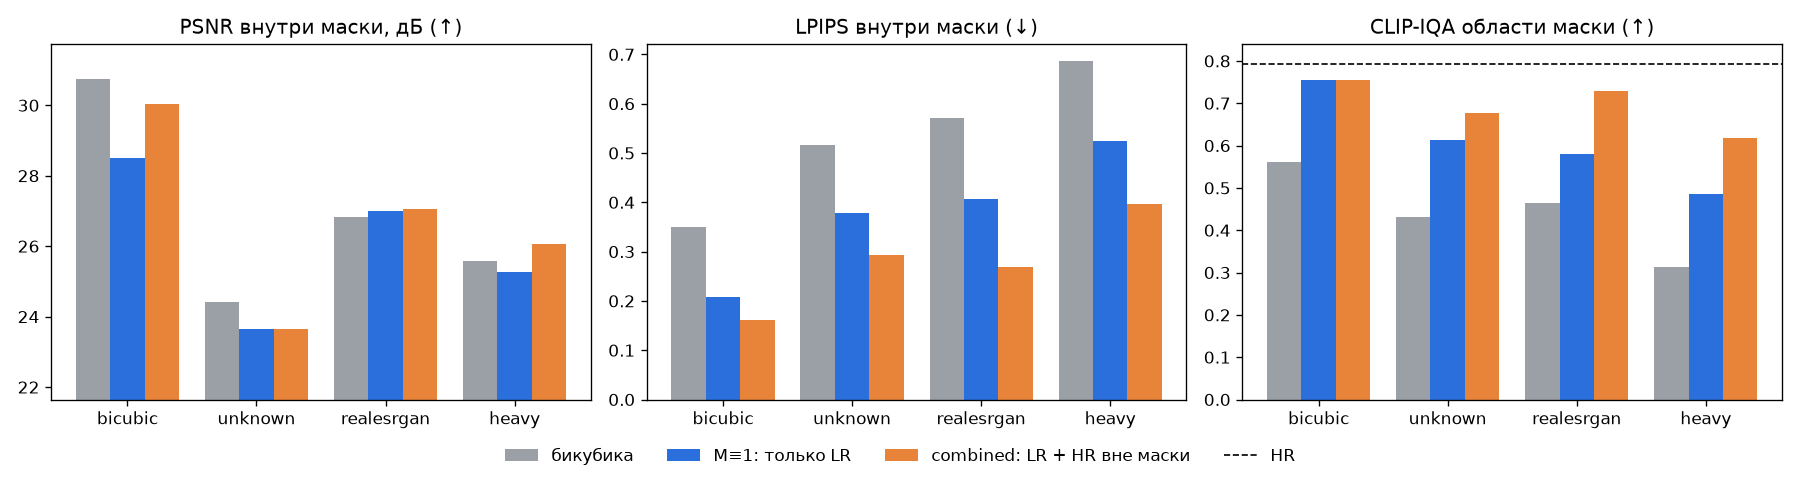 PSNR внутри маски, дБ (↑)
30
28
26
24
22
bicubic
unknown
realesrgan
heavy
LPIPS внутри маски (↓)
0.7
0.6
0.5
0.4
0.3
0.2
0.1
0.0
bicubic
unknown
realesrgan
heavy
CLIP-IQA области маски (↑)
0.8
0.7
0.6
0.5
0.4
0.3
0.2
0.1
0.0
bicubic
unknown
realesrgan
heavy
бикубика
M≡1: только LR
combined: LR + HR вне маски
HR